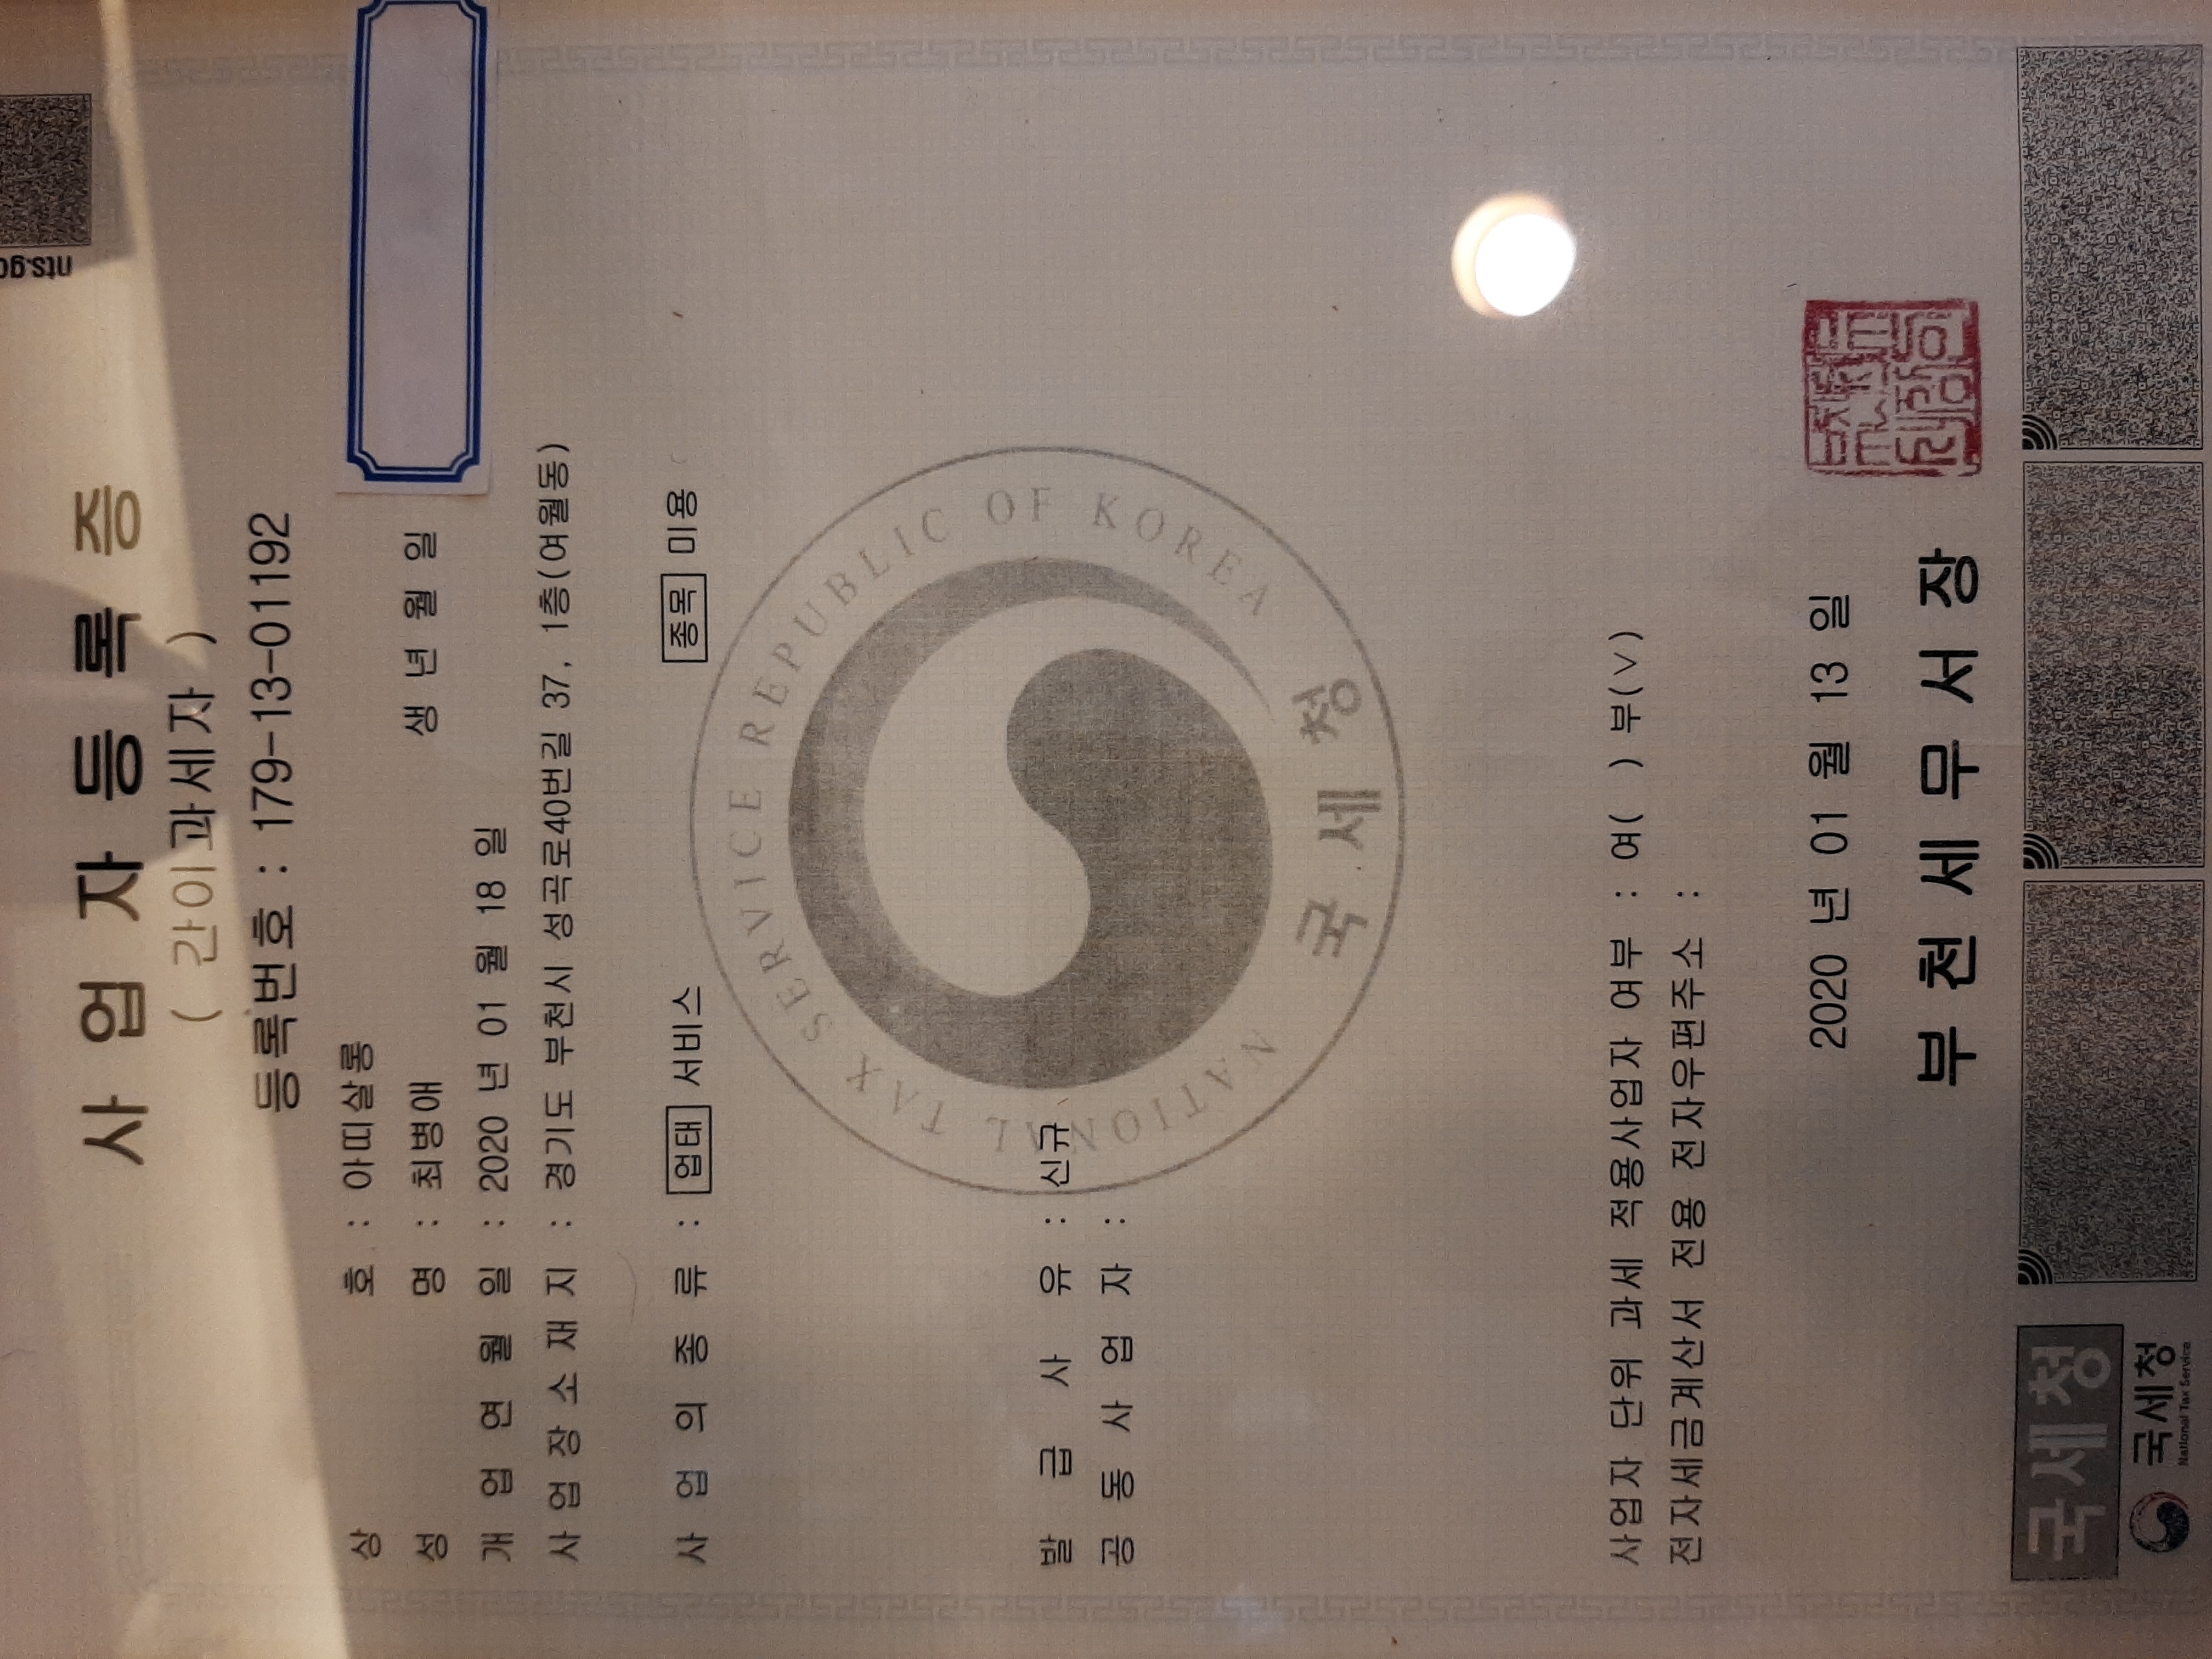 nts.go
사 업 자 등 록 증
( 간이과세자 )
등록번호 : 179-13-01192
상 호 : 아띠살롱
성 명 : 최병애 생 년 월 일
개 업 연 월 일 : 2020 년 01 월 18 일
사 업 장 소 재 지 : 경기도 부천시 성곡로40번길 37, 1층(여월동)
사 업 의 종 류 : 업태 서비스 종목 미용
NATIONAL TAX SERVICE REPUBLIC OF KOREA
국 세 청
발 급 사 유 : 신규
공 동 사 업 자 :
사업자 단위 과세 적용사업자 여부 : 여( ) 부(∨)
전자세금계산서 전용 전자우편주소 :
2020 년 01 월 13 일
부 천 세 무 서 장
국세청
국세청
National Tax Service